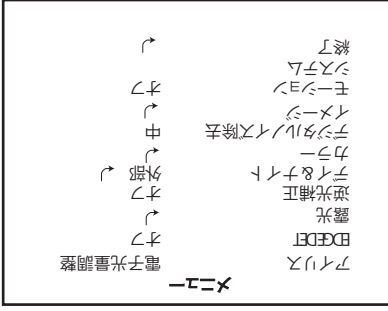 メニュー
アイリス 電子光量調整
EDGEDET オフ
露光 ⤶
逆光補正 オフ
デイ&ナイト 外部 ⤶
カラー ⤶
デジタルノイズ除去 中
イメージ ⤶
モーション オフ
システム
終了 ⤶